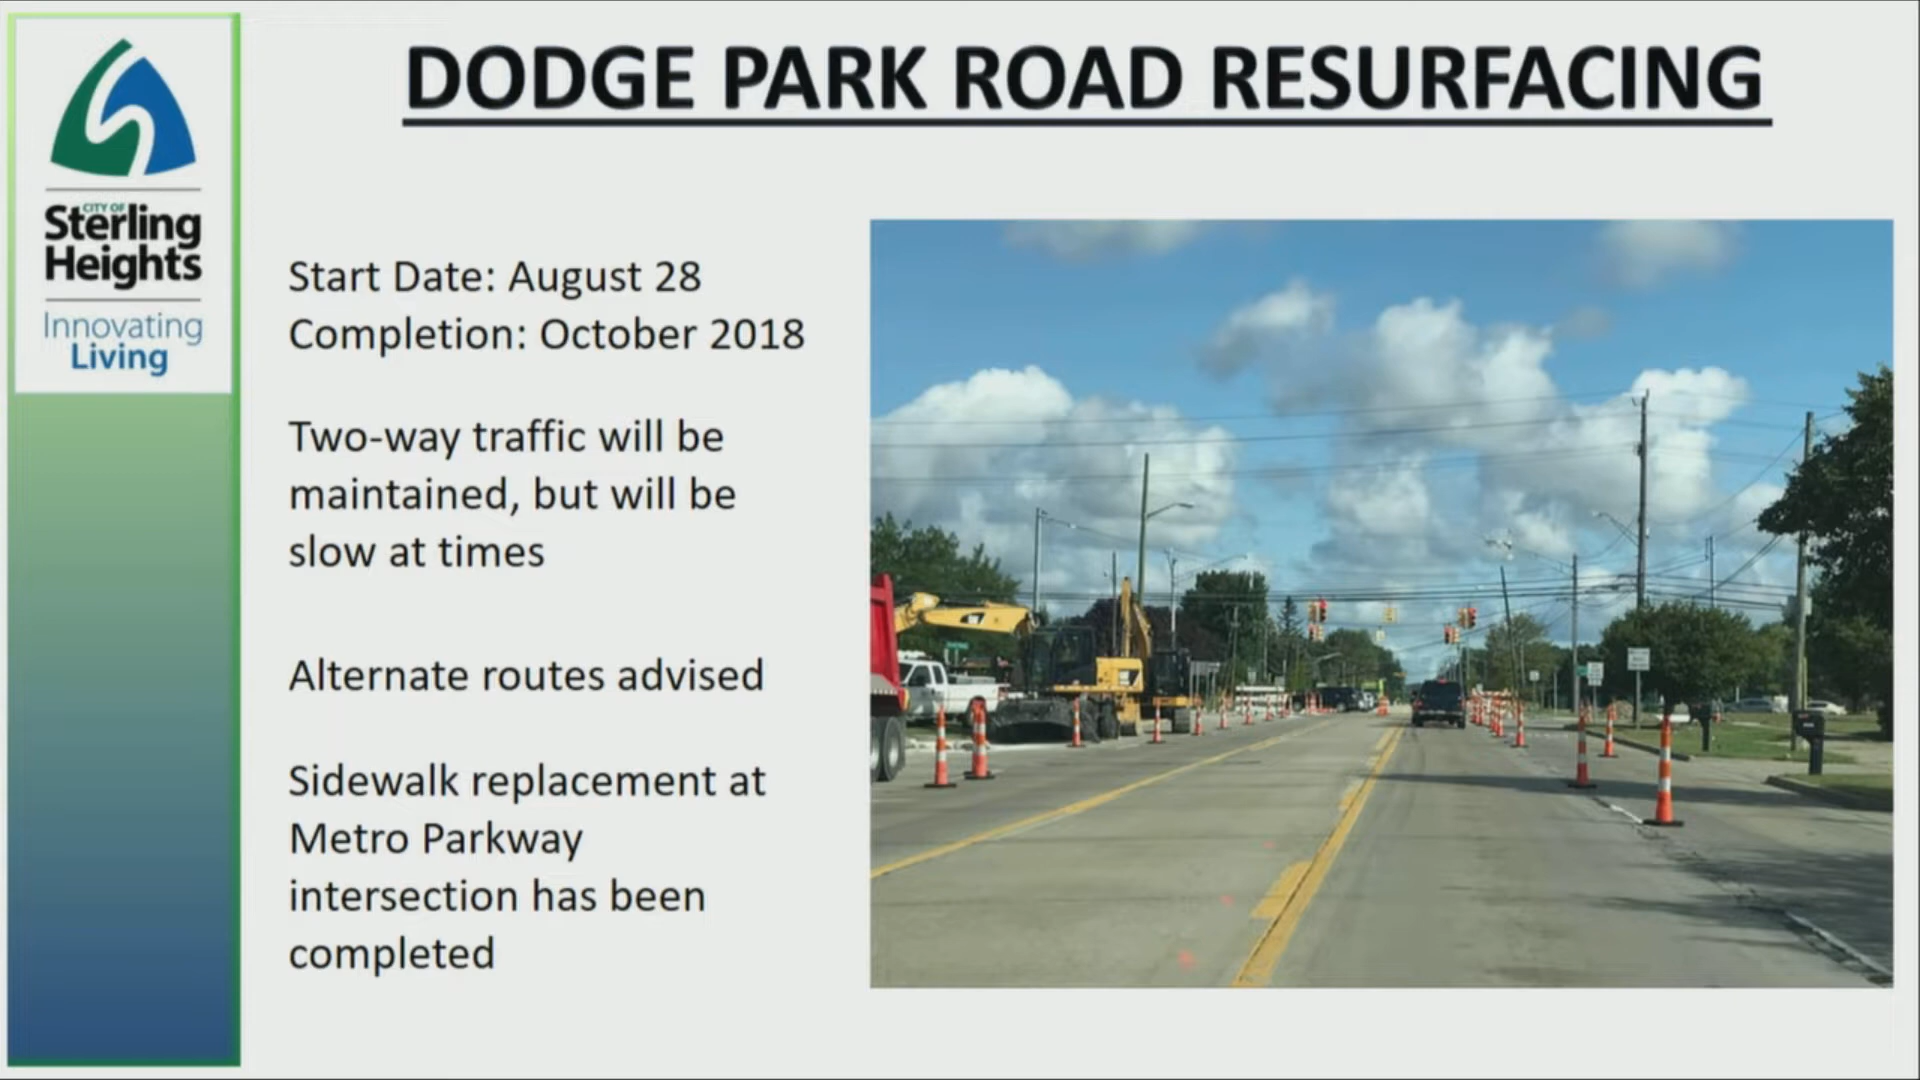 DODGE PARK ROAD RESURFACING
CITY OF
Sterling
Heights
Innovating
Living
Start Date: August 28
Completion: October 2018
Two-way traffic will be
maintained, but will be
slow at times
Alternate routes advised
Sidewalk replacement at
Metro Parkway
intersection has been
completed